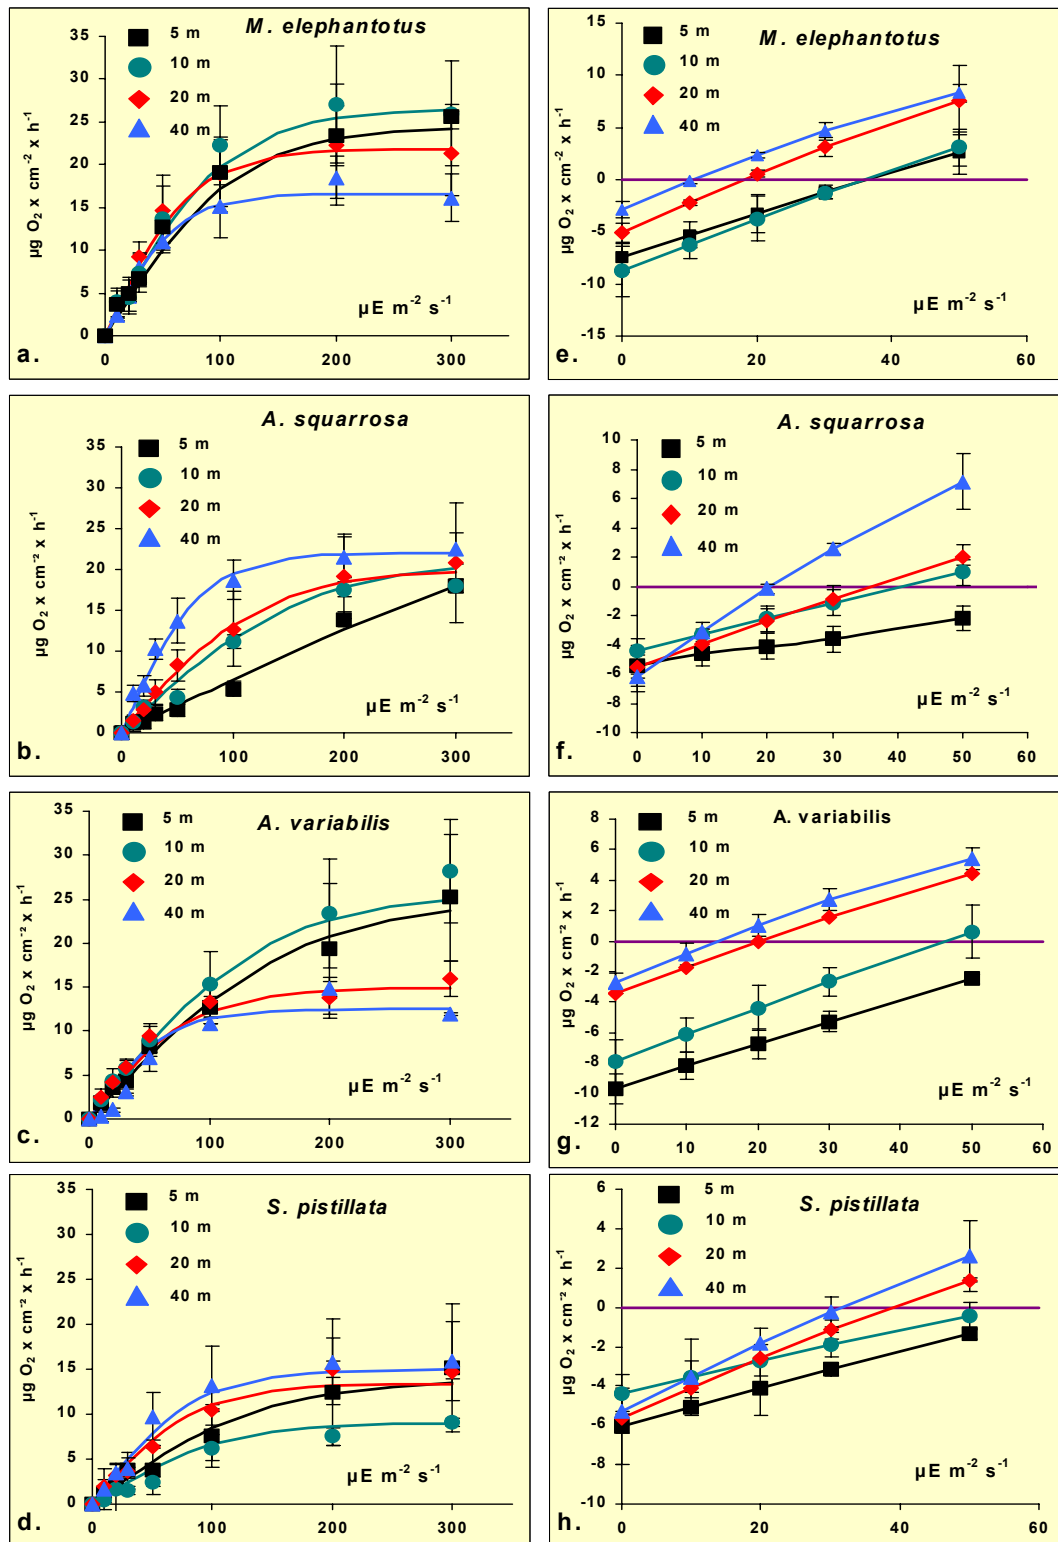 M. elephantotus
5 m
10 m
20 m
40 m
µg O2 x cm-2 x h-1
35
30
25
20
15
10
5
0
0 100 200 300
µE m-2 s-1
a.
M. elephantotus
5 m
10 m
20 m
40 m
µg O2 x cm-2 x h-1
15
10
5
0
-5
-10
-15
0 20 40 60
µE m-2 s-1
e.
A. squarrosa
5 m
10 m
20 m
40 m
µg O2 x cm-2 x h-1
35
30
25
20
15
10
5
0
0 100 200 300
µE m-2 s-1
b.
A. squarrosa
5 m
10 m
20 m
40 m
µg O2 x cm-2 x h-1
10
8
6
4
2
0
-2
-4
-6
-8
-10
0 10 20 30 40 50 60
µE m-2 s-1
f.
A. variabilis
5 m
10 m
20 m
40 m
µg O2 x cm-2 x h-1
35
30
25
20
15
10
5
0
0 100 200 300
µE m-2 s-1
c.
A. variabilis
5 m
10 m
20 m
40 m
µg O2 x cm-2 x h-1
8
6
4
2
0
-2
-4
-6
-8
-10
-12
0 10 20 30 40 50 60
µE m-2 s-1
g.
S. pistillata
5 m
10 m
20 m
40 m
µg O2 x cm-2 x h-1
35
30
25
20
15
10
5
0
0 100 200 300
µE m-2 s-1
d.
S. pistillata
5 m
10 m
20 m
40 m
µg O2 x cm-2 x h-1
6
4
2
0
-2
-4
-6
-8
-10
0 20 40 60
µE m-2 s-1
h.